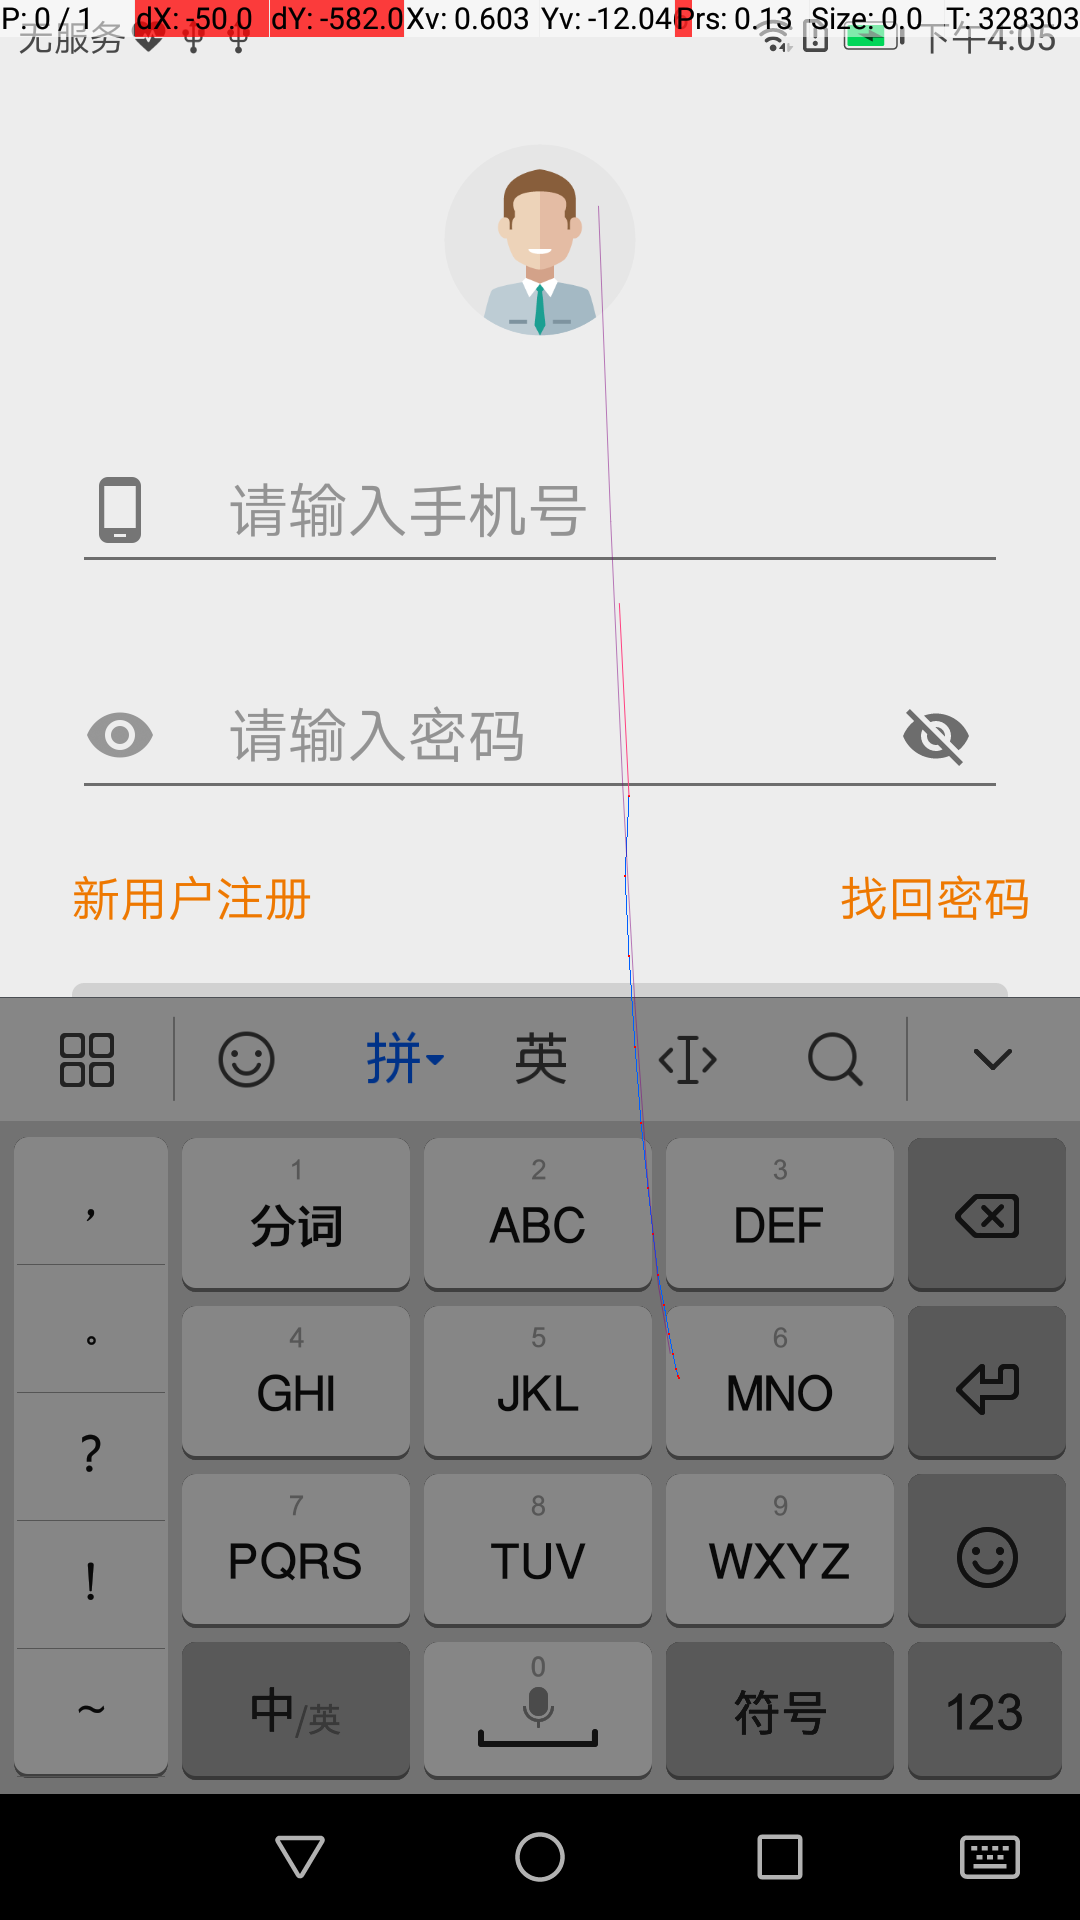 P: 0 / 1 dX: -50.0 dY: -582.0 Xv: 0.603 Yv: -12.04 Prs: 0.13 Size: 0.0 T: 328303
无服务 下午4:05
请输入手机号
请输入密码
新用户注册 找回密码
拼 英
， 1 2 3
分词 ABC DEF
。 4 5 6
GHI JKL MNO
? 7 8 9
! PQRS TUV WXYZ
~ 中/英 0 符号 123